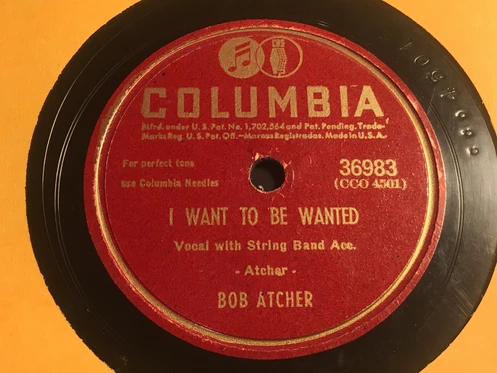 COLUMBIA
Mfrd. under U.S. Pat. No. 1,702,564 and Pat. Pending. Trade-
Marks Reg. U.S. Pat. Off.—Marcas Registradas. Made in U.S.A.
For perfect tone
use Columbia Needles
36983
(CCO 4501)
I WANT TO BE WANTED
Vocal with String Band Acc.
- Atcher -
BOB ATCHER